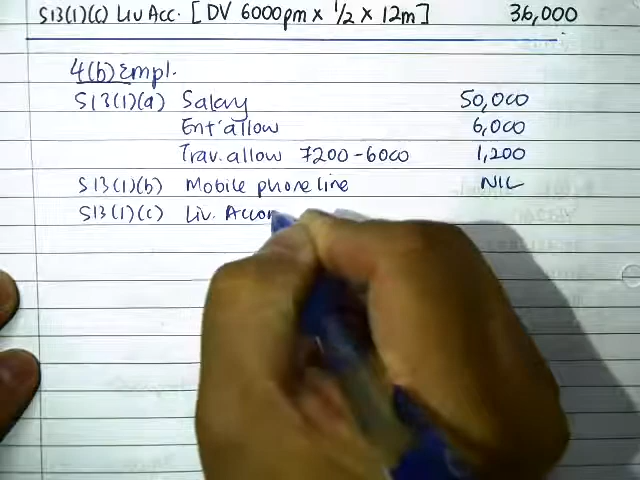 S13(1)(c) Liv Acc. [DV 6000pm x 1/2 x 12m] 36,000
4(b) Empl.
S13(1)(a) Salary 50,000
Ent' allow 6,000
Trav. allow 7200 - 6000 1,200
S13(1)(b) Mobile phone line NIL
S13(1)(c) Liv. Accom